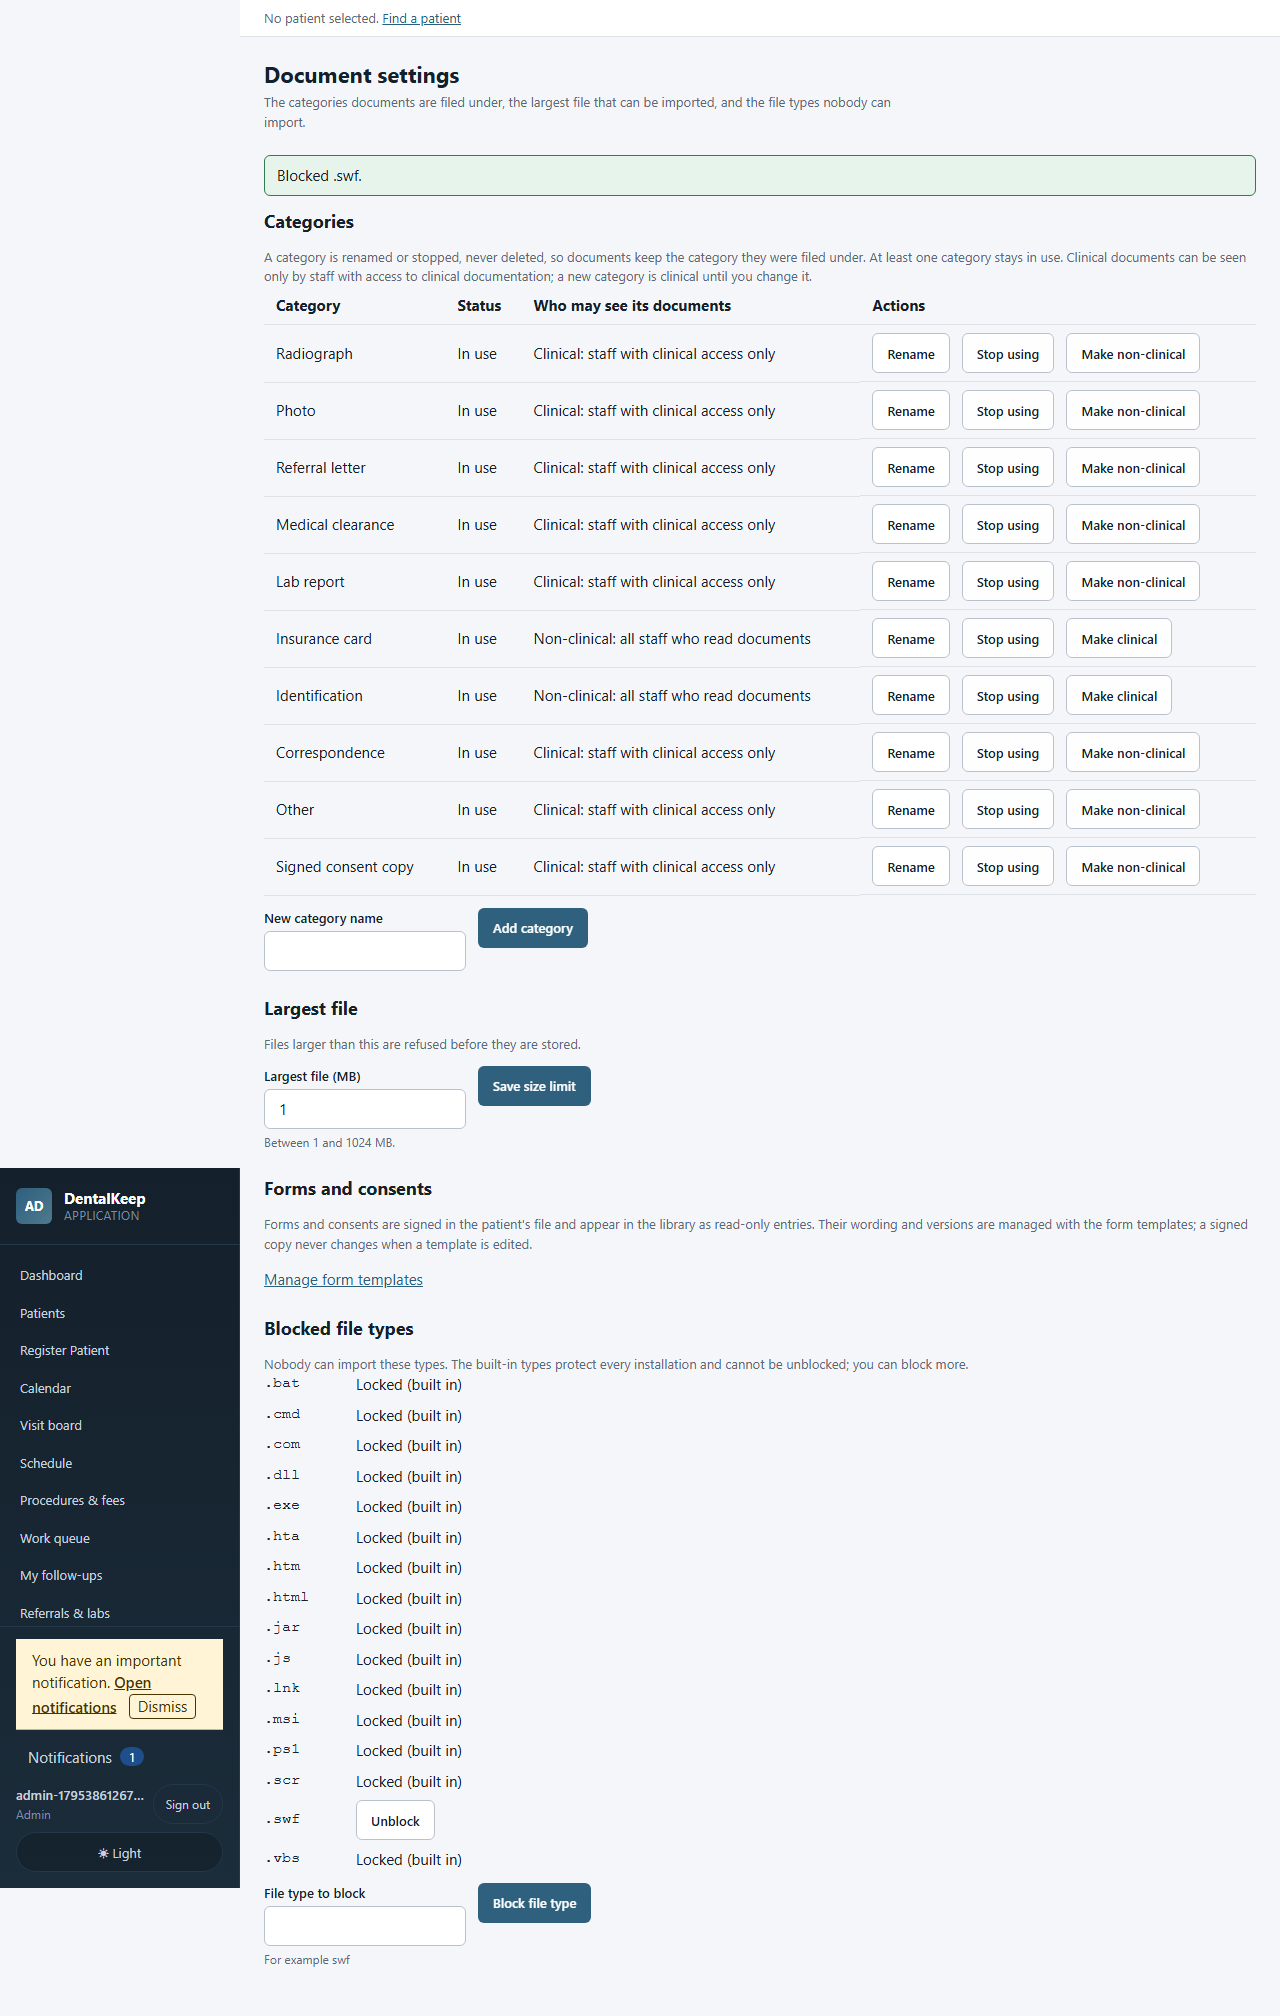 No patient selected. Find a patient
Document settings
The categories documents are filed under, the largest file that can be imported, and the file types nobody can
import.
Blocked .swf.
Categories
A category is renamed or stopped, never deleted, so documents keep the category they were filed under. At least one category stays in use. Clinical documents can be seen
only by staff with access to clinical documentation; a new category is clinical until you change it.
Category Status Who may see its documents Actions
Radiograph In use Clinical: staff with clinical access only Rename Stop using Make non-clinical
Photo In use Clinical: staff with clinical access only Rename Stop using Make non-clinical
Referral letter In use Clinical: staff with clinical access only Rename Stop using Make non-clinical
Medical clearance In use Clinical: staff with clinical access only Rename Stop using Make non-clinical
Lab report In use Clinical: staff with clinical access only Rename Stop using Make non-clinical
Insurance card In use Non-clinical: all staff who read documents Rename Stop using Make clinical
Identification In use Non-clinical: all staff who read documents Rename Stop using Make clinical
Correspondence In use Clinical: staff with clinical access only Rename Stop using Make non-clinical
Other In use Clinical: staff with clinical access only Rename Stop using Make non-clinical
Signed consent copy In use Clinical: staff with clinical access only Rename Stop using Make non-clinical
New category name
Add category
Largest file
Files larger than this are refused before they are stored.
Largest file (MB)
1
Save size limit
Between 1 and 1024 MB.
Forms and consents
Forms and consents are signed in the patient's file and appear in the library as read-only entries. Their wording and versions are managed with the form templates; a signed
copy never changes when a template is edited.
Manage form templates
Blocked file types
Nobody can import these types. The built-in types protect every installation and cannot be unblocked; you can block more.
.bat Locked (built in)
.cmd Locked (built in)
.com Locked (built in)
.dll Locked (built in)
.exe Locked (built in)
.hta Locked (built in)
.htm Locked (built in)
.html Locked (built in)
.jar Locked (built in)
.js Locked (built in)
.lnk Locked (built in)
.msi Locked (built in)
.ps1 Locked (built in)
.scr Locked (built in)
.swf Unblock
.vbs Locked (built in)
File type to block
Block file type
For example swf
AD DentalKeep
APPLICATION
Dashboard
Patients
Register Patient
Calendar
Visit board
Schedule
Procedures & fees
Work queue
My follow-ups
Referrals & labs
You have an important
notification. Open
notifications Dismiss
Notifications 1
admin-17953861267...
Admin
Sign out
☀ Light